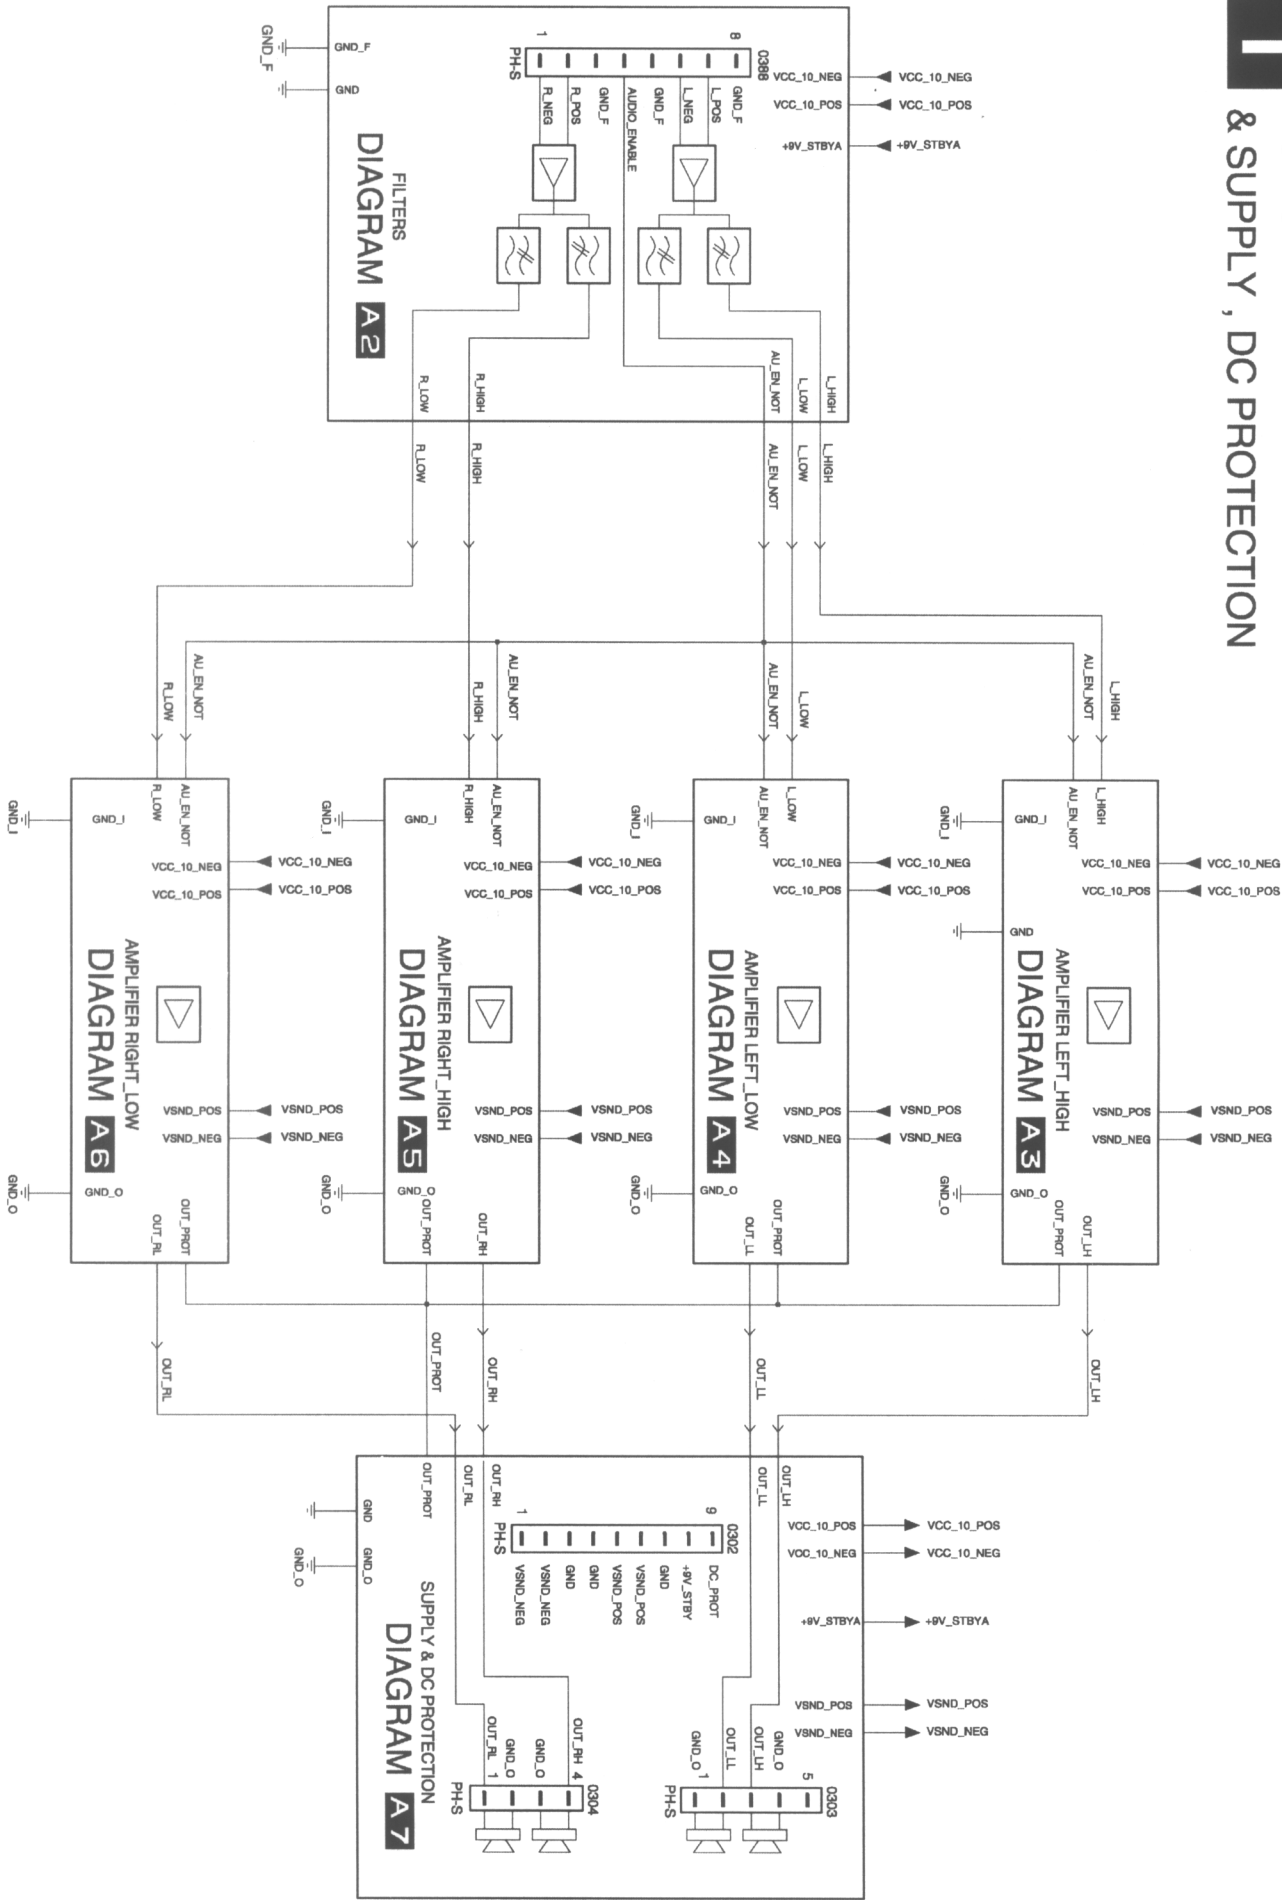 & SUPPLY , DC PROTECTION
0388
8
1
PH-S
GND_F
L_POS
L_NEG
GND_F
AUDIO_ENABLE
GND_F
R_POS
R_NEG
VCC_10_NEG
VCC_10_NEG
VCC_10_POS
VCC_10_POS
+9V_STBYA
+9V_STBYA
GND_F
GND_F
GND
FILTERS
DIAGRAM A2
L_HIGH
L_LOW
AU_EN_NOT
R_HIGH
R_LOW
L_HIGH
L_LOW
AU_EN_NOT
R_HIGH
R_LOW
L_HIGH
AU_EN_NOT
L_LOW
AU_EN_NOT
AU_EN_NOT
R_HIGH
AU_EN_NOT
R_LOW
L_HIGH
AU_EN_NOT
GND_I
GND_I
VCC_10_NEG
VCC_10_NEG
VCC_10_POS
VCC_10_POS
GND
AMPLIFIER LEFT_HIGH
DIAGRAM A3
VSND_POS
VSND_POS
VSND_NEG
VSND_NEG
GND_O
GND_O
OUT_LH
OUT_PROT
L_LOW
AU_EN_NOT
GND_I
GND_I
VCC_10_NEG
VCC_10_NEG
VCC_10_POS
VCC_10_POS
AMPLIFIER LEFT_LOW
DIAGRAM A4
VSND_POS
VSND_POS
VSND_NEG
VSND_NEG
GND_O
GND_O
OUT_PROT
OUT_LL
AU_EN_NOT
R_HIGH
GND_I
GND_I
VCC_10_NEG
VCC_10_NEG
VCC_10_POS
VCC_10_POS
AMPLIFIER RIGHT_HIGH
DIAGRAM A5
VSND_POS
VSND_POS
VSND_NEG
VSND_NEG
GND_O
GND_O
OUT_RH
OUT_PROT
AU_EN_NOT
R_LOW
GND_I
GND_I
VCC_10_NEG
VCC_10_NEG
VCC_10_POS
VCC_10_POS
AMPLIFIER RIGHT_LOW
DIAGRAM A6
VSND_POS
VSND_POS
VSND_NEG
VSND_NEG
GND_O
GND_O
OUT_PROT
OUT_RL
OUT_LH
OUT_LL
OUT_RH
OUT_PROT
OUT_RL
OUT_LH
OUT_LL
OUT_RH
OUT_RL
OUT_PROT
0302
9
1
PH-S
DC_PROT
+9V_STBY
GND
VSND_POS
VSND_POS
GND
GND
VSND_NEG
VSND_NEG
VCC_10_POS
VCC_10_POS
VCC_10_NEG
VCC_10_NEG
+9V_STBYA
+9V_STBYA
VSND_POS
VSND_POS
VSND_NEG
VSND_NEG
GND
GND_O
GND_O
SUPPLY & DC PROTECTION
DIAGRAM A7
0303
5
GND_O
OUT_LH
OUT_LL
GND_O
1
PH-S
0304
OUT_RH 4
GND_O
GND_O
OUT_RL 1
PH-S